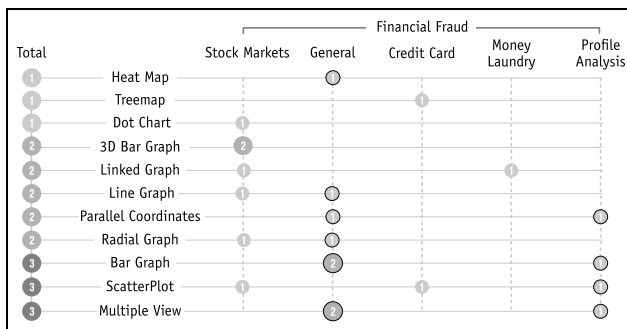 Financial Fraud
Total Stock Markets General Credit Card Money Laundry Profile Analysis
1 Heat Map 1
1 Treemap 1
1 Dot Chart 1
2 3D Bar Graph 2
2 Linked Graph 1 1
2 Line Graph 1 1
2 Parallel Coordinates 1 1
2 Radial Graph 1 1
3 Bar Graph 2 1
3 ScatterPlot 1 1 1
3 Multiple View 2 1